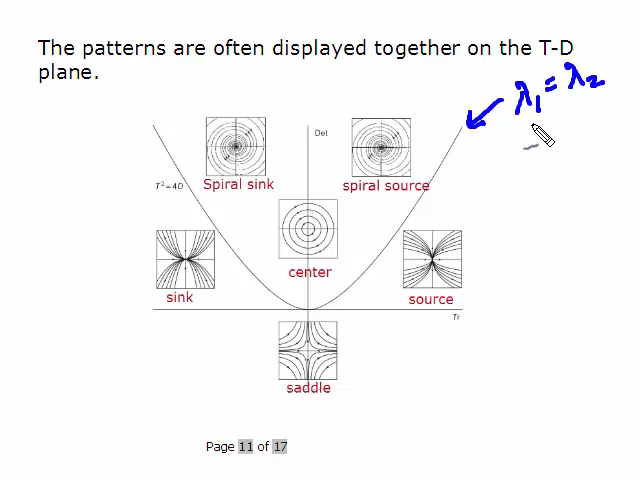 The patterns are often displayed together on the T-D
plane.
λ₁ = λ₂
Det
T² = 4D
Spiral sink
spiral source
center
sink
source
Tr
saddle
Page 11 of 17